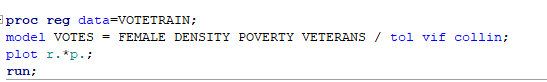 proc reg data=VOTETRAIN;
model VOTES = FEMALE DENSITY POVERTY VETERANS / tol vif collin;
plot r.*p.;
run;